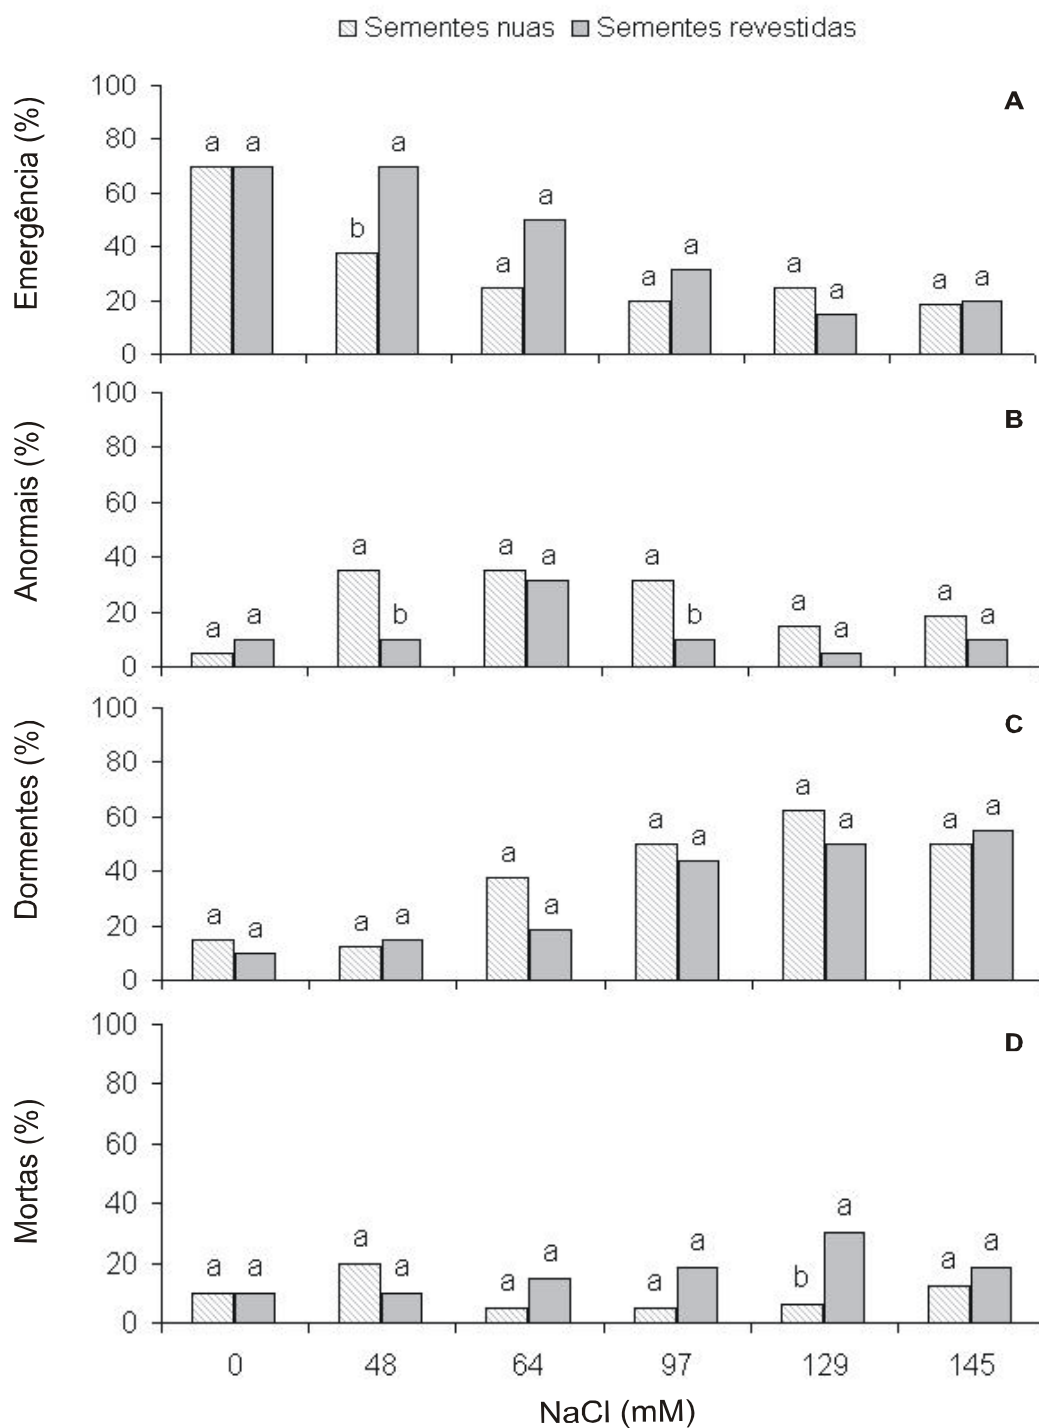 Sementes nuas Sementes revestidas
A
Emergência (%)
100
80
60
40
20
0
a a b a a a a a a a a a
B
Anormais (%)
100
80
60
40
20
0
a a a b a a a b a a a a
C
Dormentes (%)
100
80
60
40
20
0
a a a a a a a a a a a a
D
Mortas (%)
100
80
60
40
20
0
a a a a a a a a b a a a
0 48 64 97 129 145
NaCl (mM)